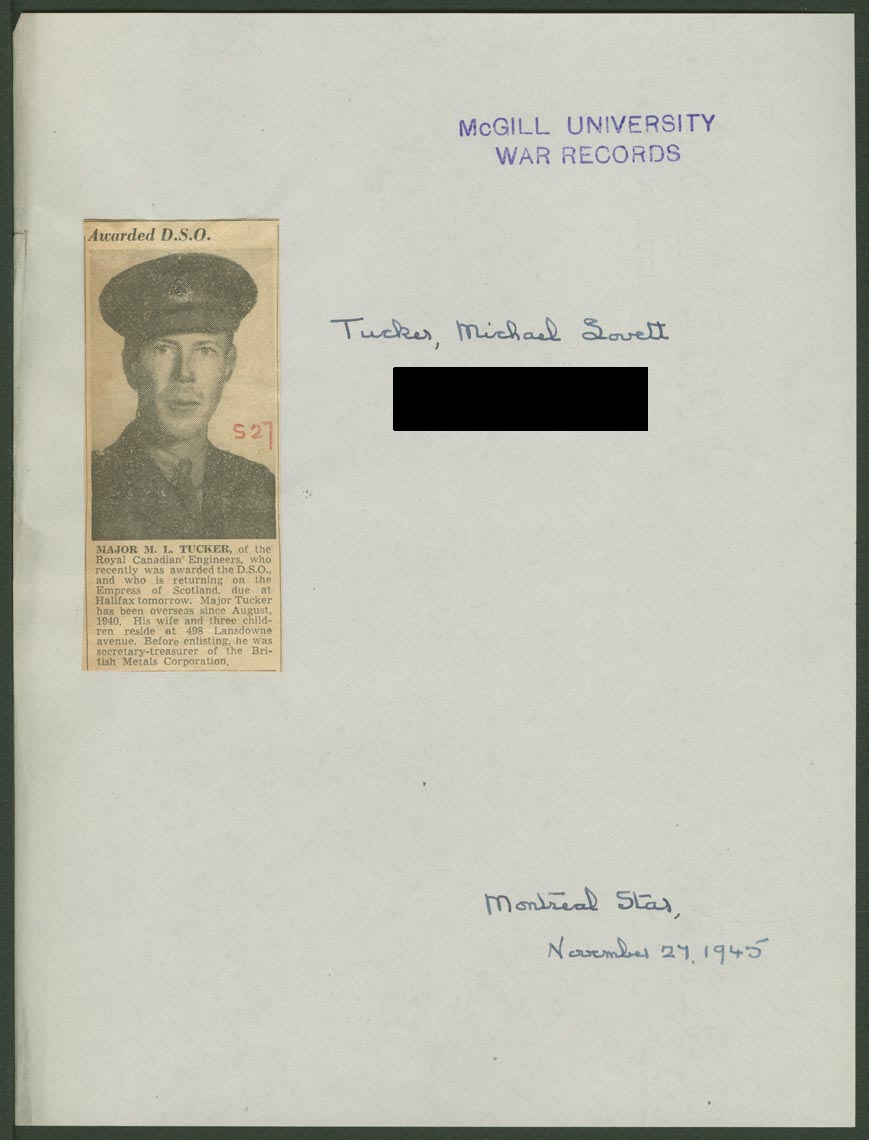 McGILL UNIVERSITY
WAR RECORDS
Awarded D.S.O.
Tucker, Michael Lovett
S27
MAJOR M. L. TUCKER, of the
Royal Canadian Engineers, who
recently was awarded the D.S.O.,
and who is returning on the
Empress of Scotland, due at
Halifax tomorrow. Major Tucker
has been overseas since August,
1940. His wife and three child-
ren reside at 498 Lansdowne
avenue. Before enlisting, he was
secretary-treasurer of the Bri-
tish Metals Corporation.
Montreal Star,
November 27, 1945